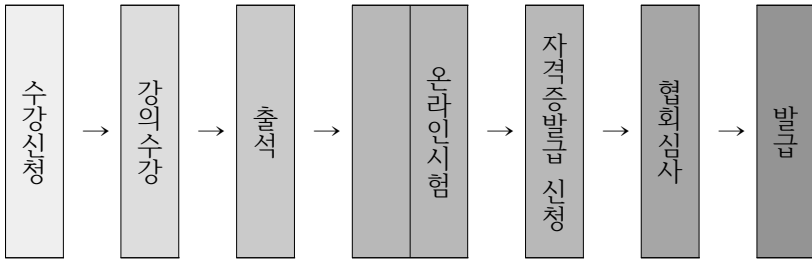 수강신청
→
강의수강
→
출석
→
온라인시험
→
자격증발급 신청
→
협회심사
→
발급